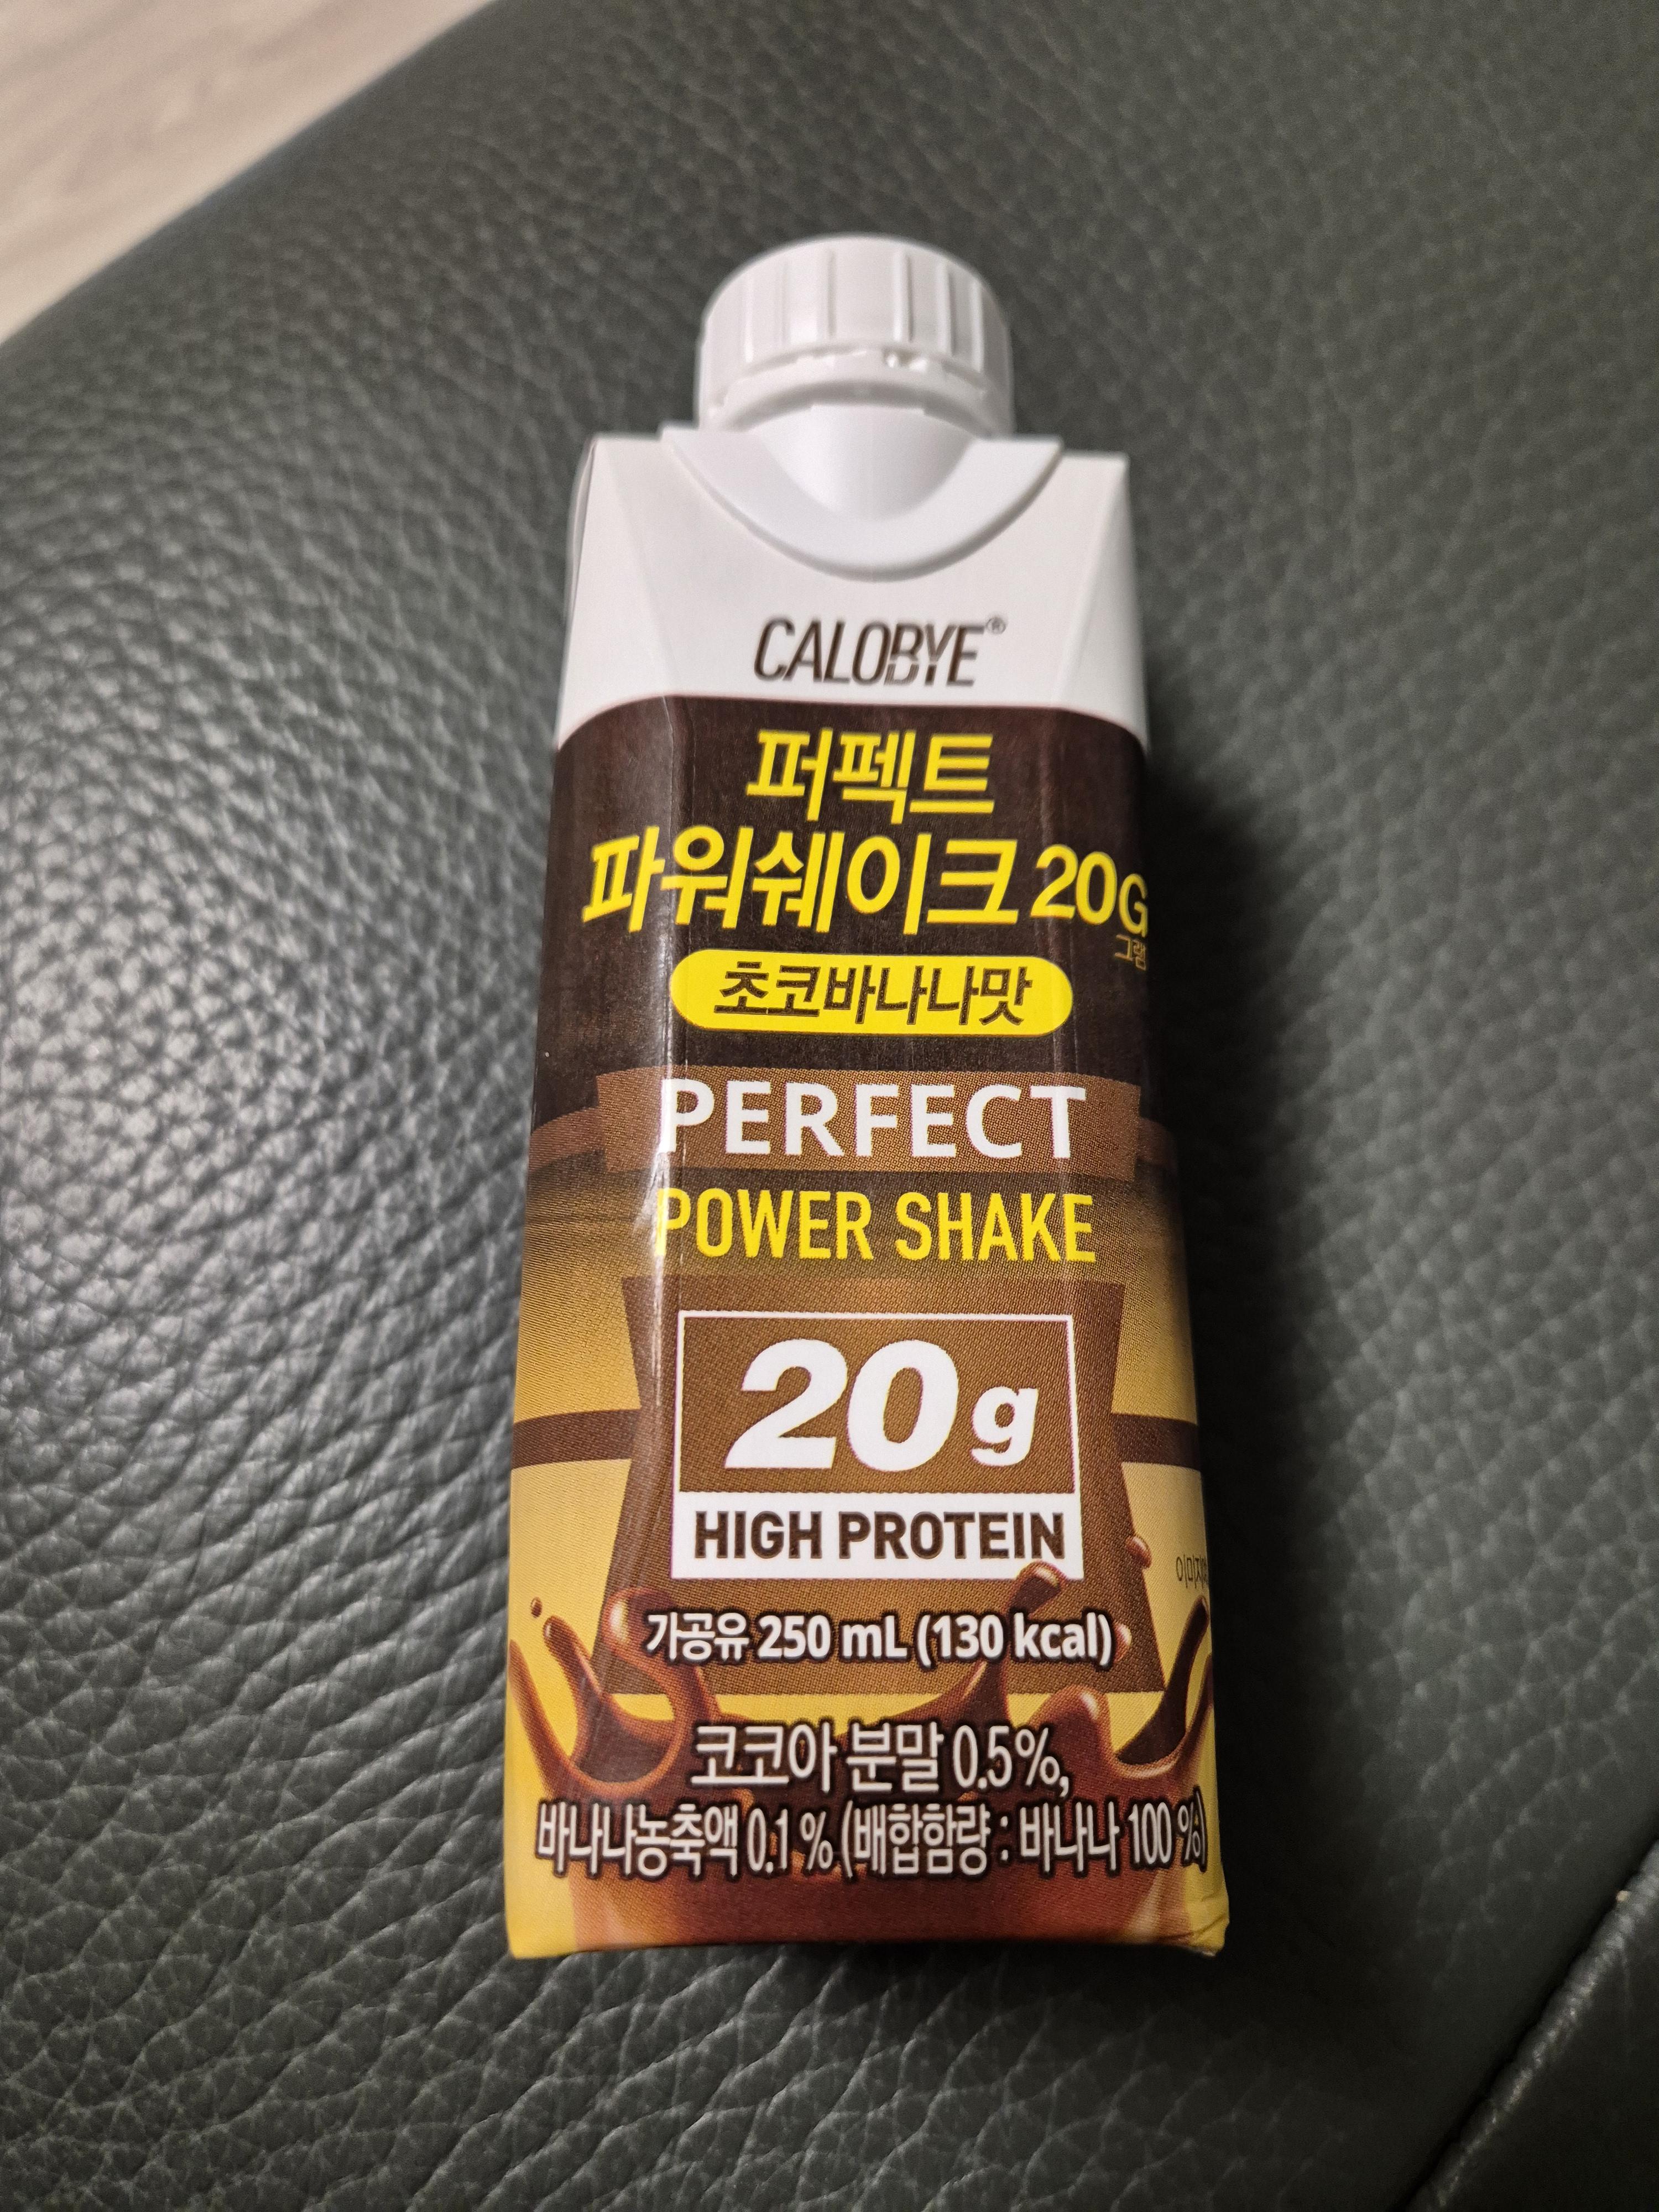 CALOBYE®
퍼펙트
파워쉐이크 20G
그램
초코바나나맛
PERFECT
POWER SHAKE
20g
HIGH PROTEIN
가공유 250 mL (130 kcal)
코코아 분말 0.5%,
바나나농축액 0.1 % (배합함량 : 바나나 100 %)